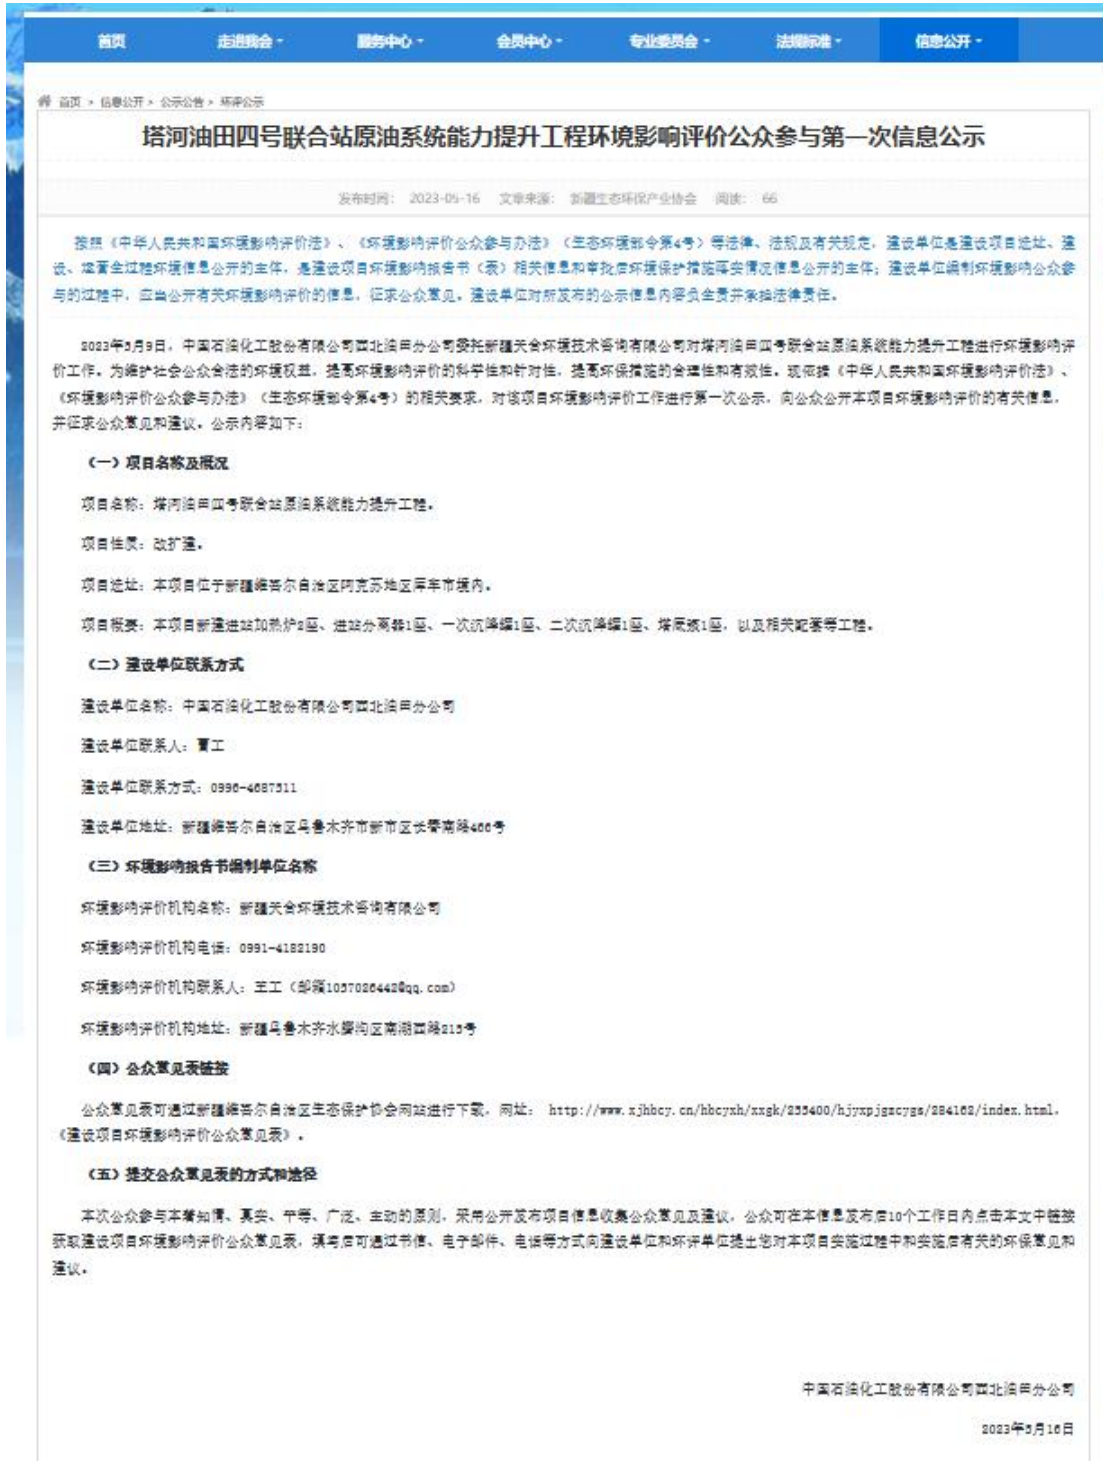 首页 走进我会 服务中心 会员中心 专业委员会 法规标准 信息公开
首页 > 信息公开 > 公示公告 > 环评公示
塔河油田四号联合站原油系统能力提升工程环境影响评价公众参与第一次信息公示
发布时间： 2023-05-16 文章来源： 新疆生态环保产业协会 阅读： 66
按照《中华人民共和国环境影响评价法》、《环境影响评价公众参与办法》（生态环境部令第4号）等法律、法规及有关规定，建设单位是建设项目选址、建
设、运营全过程环境信息公开的主体，是建设项目环境影响报告书（表）相关信息和审批后环境保护措施落实情况信息公开的主体；建设单位编制环境影响公众参
与的过程中，应当公开有关环境影响评价的信息，征求公众意见。建设单位对所发布的公示信息内容负全责并承担法律责任。
2023年5月9日，中国石油化工股份有限公司西北油田分公司委托新疆天合环境技术咨询有限公司对塔河油田四号联合站原油系统能力提升工程进行环境影响评
价工作。为维护社会公众合法的环境权益，提高环境影响评价的科学性和针对性，提高环保措施的合理性和有效性。现依据《中华人民共和国环境影响评价法》、
《环境影响评价公众参与办法》（生态环境部令第4号）的相关要求，对该项目环境影响评价工作进行第一次公示，向公众公开本项目环境影响评价的有关信息，
并征求公众意见和建议。公示内容如下：
（一）项目名称及概况
项目名称：塔河油田四号联合站原油系统能力提升工程。
项目性质：改扩建。
项目选址：本项目位于新疆维吾尔自治区阿克苏地区库车市境内。
项目概要：本项目新建进站加热炉2座、进站分离器1座、一次沉降罐1座、二次沉降罐1座、塔底泵1座，以及相关配套等工程。
（二）建设单位联系方式
建设单位名称：中国石油化工股份有限公司西北油田分公司
建设单位联系人：曹工
建设单位联系方式：0996-4687311
建设单位地址：新疆维吾尔自治区乌鲁木齐市新市区长春南路466号
（三）环境影响报告书编制单位名称
环境影响评价机构名称：新疆天合环境技术咨询有限公司
环境影响评价机构电话：0991-4182190
环境影响评价机构联系人：王工（邮箱1057026442@qq.com）
环境影响评价机构地址：新疆乌鲁木齐水磨沟区南湖西路215号
（四）公众意见表链接
公众意见表可通过新疆维吾尔自治区生态保护协会网站进行下载，网址： http://www.xjhbcy.cn/hbcyxh/xxgk/255400/hjyxpjgzcygs/284162/index.html，
《建设项目环境影响评价公众意见表》。
（五）提交公众意见表的方式和途径
本次公众参与本着知情、真实、平等、广泛、主动的原则，采用公开发布项目信息收集公众意见及建议，公众可在本信息发布后10个工作日内点击本文中链接
获取建设项目环境影响评价公众意见表，填写后可通过书信、电子邮件、电话等方式向建设单位和环评单位提出您对本项目实施过程中和实施后有关的环保意见和
建议。
中国石油化工股份有限公司西北油田分公司
2023年5月16日